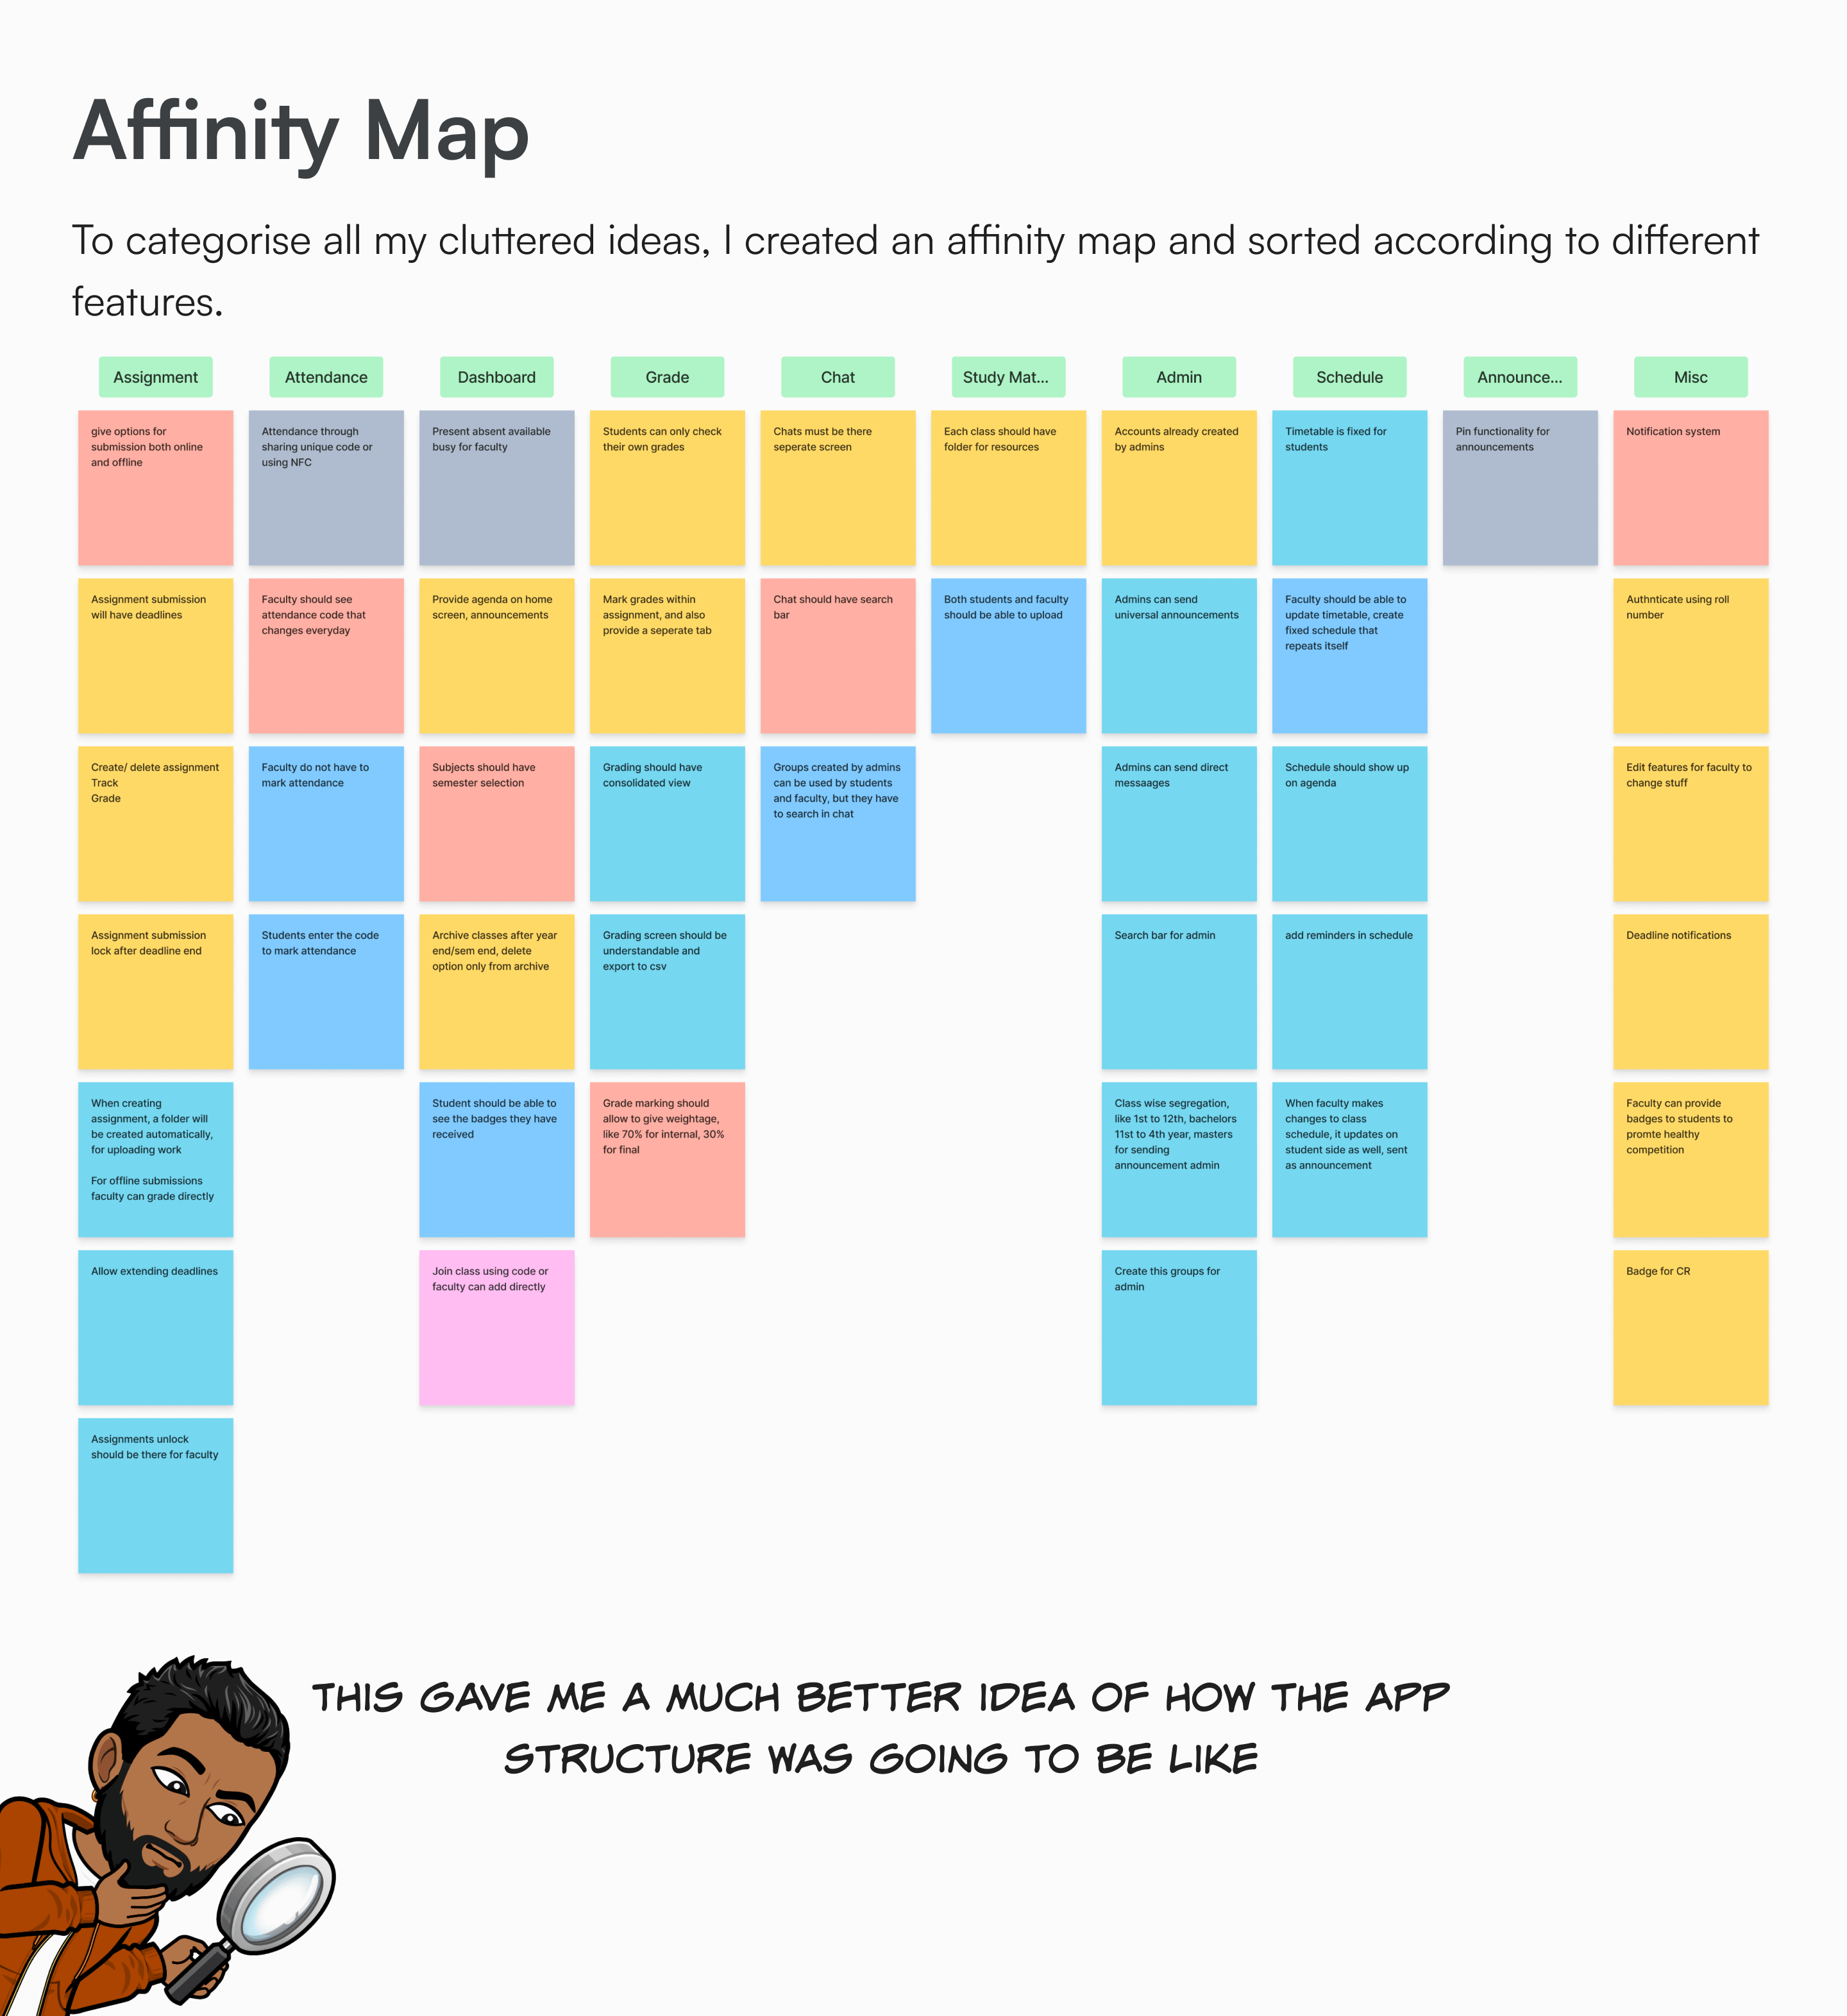 Affinity Map
To categorise all my cluttered ideas, I created an affinity map and sorted according to different
features.
Assignment
Attendance
Dashboard
Grade
Chat
Study Mat...
Admin
Schedule
Announce...
Misc
give options for
submission both online
and offline
Assignment submission
will have deadlines
Create/ delete assignment
Track
Grade
Assignment submission
lock after deadline end
When creating
assignment, a folder will
be created automatically,
for uploading work
For offline submissions
faculty can grade directly
Allow extending deadlines
Assignments unlock
should be there for faculty
Attendance through
sharing unique code or
using NFC
Faculty should see
attendance code that
changes everyday
Faculty do not have to
mark attendance
Students enter the code
to mark attendance
Present absent available
busy for faculty
Provide agenda on home
screen, announcements
Subjects should have
semester selection
Archive classes after year
end/sem end, delete
option only from archive
Student should be able to
see the badges they have
received
Join class using code or
faculty can add directly
Students can only check
their own grades
Mark grades within
assignment, and also
provide a seperate tab
Grading should have
consolidated view
Grading screen should be
understandable and
export to csv
Grade marking should
allow to give weightage,
like 70% for internal, 30%
for final
Chats must be there
seperate screen
Chat should have search
bar
Groups created by admins
can be used by students
and faculty, but they have
to search in chat
Each class should have
folder for resources
Both students and faculty
should be able to upload
Accounts already created
by admins
Admins can send
universal announcements
Admins can send direct
messaages
Search bar for admin
Class wise segregation,
like 1st to 12th, bachelors
11st to 4th year, masters
for sending
announcement admin
Create this groups for
admin
Timetable is fixed for
students
Faculty should be able to
update timetable, create
fixed schedule that
repeats itself
Schedule should show up
on agenda
add reminders in schedule
When faculty makes
changes to class
schedule, it updates on
student side as well, sent
as announcement
Pin functionality for
announcements
Notification system
Authnticate using roll
number
Edit features for faculty to
change stuff
Deadline notifications
Faculty can provide
badges to students to
promte healthy
competition
Badge for CR
THIS GAVE ME A MUCH BETTER IDEA OF HOW THE APP
STRUCTURE WAS GOING TO BE LIKE